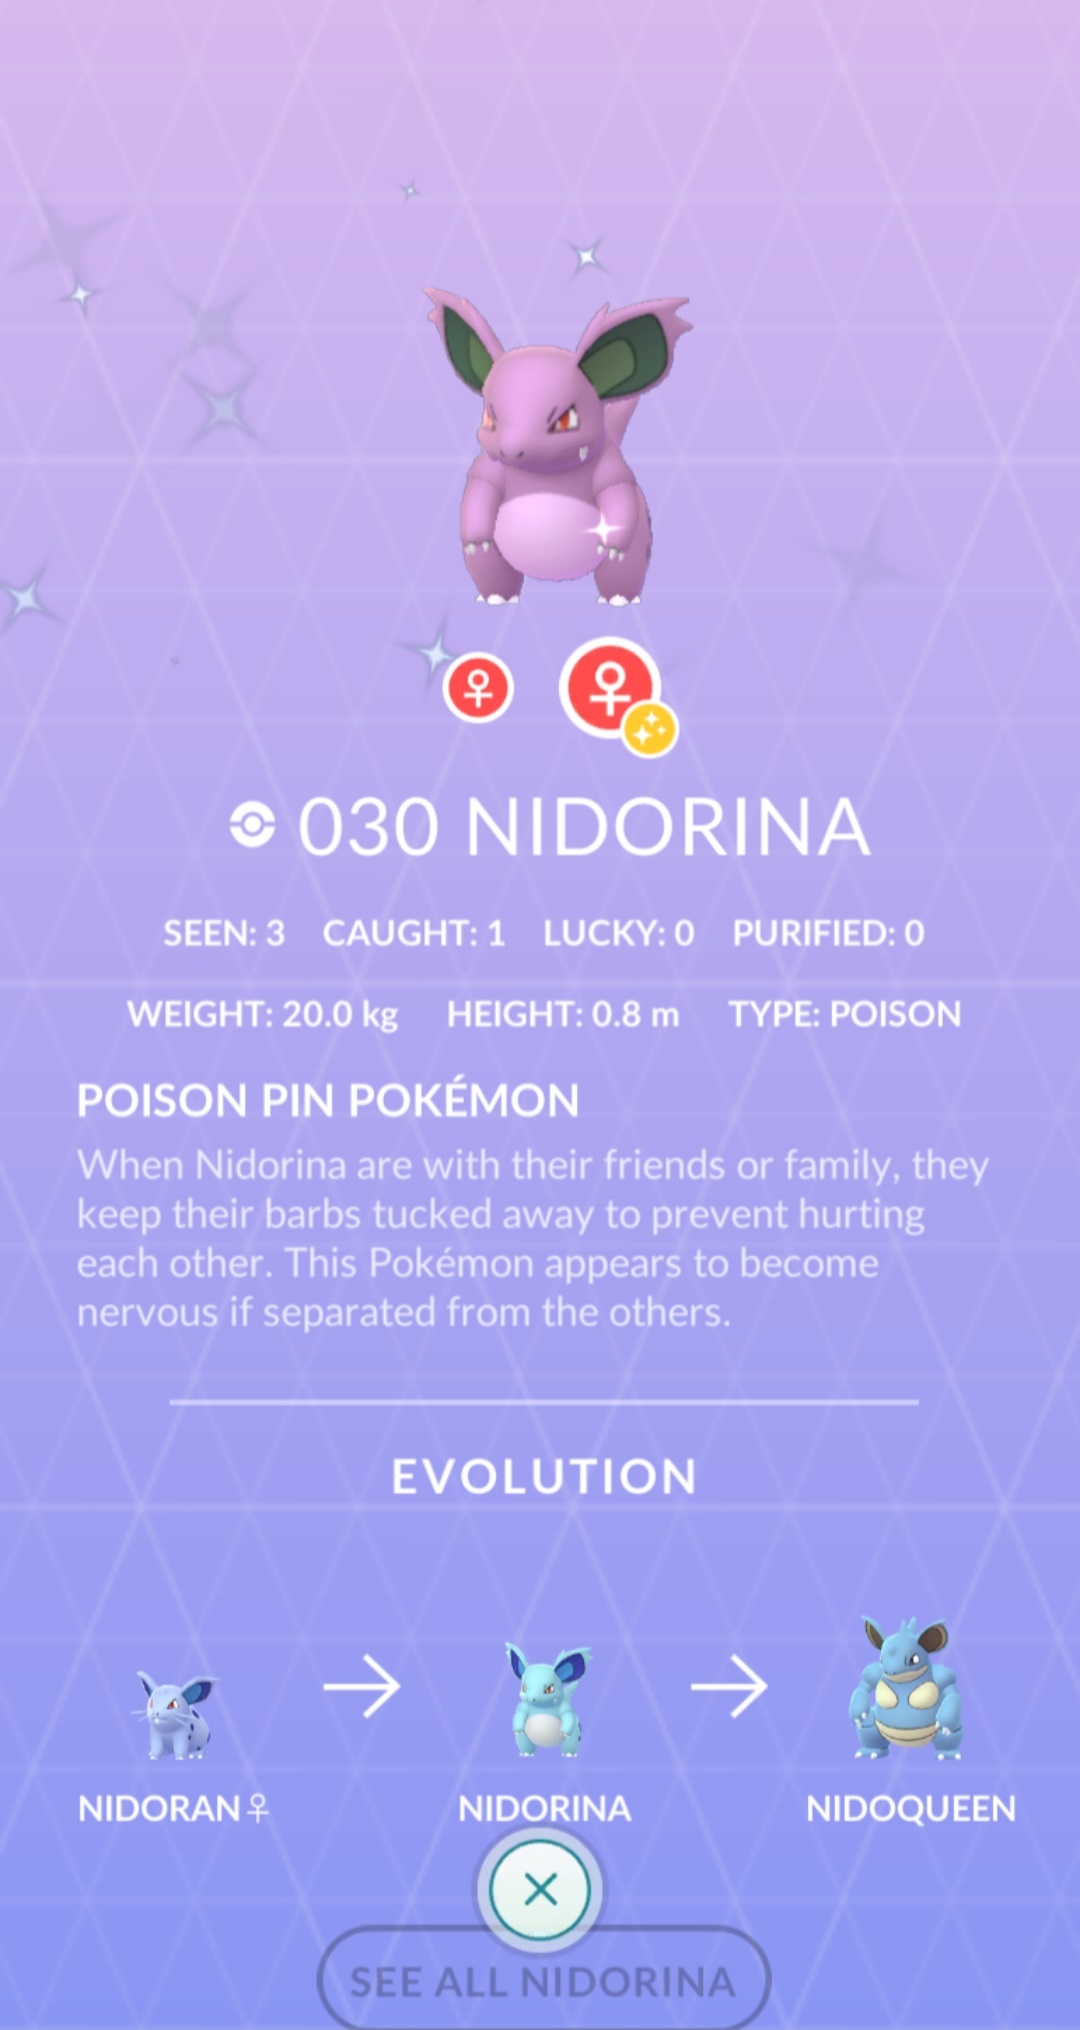 030 NIDORINA
SEEN: 3 CAUGHT: 1 LUCKY: 0 PURIFIED: 0
WEIGHT: 20.0 kg HEIGHT: 0.8 m TYPE: POISON
POISON PIN POKÉMON
When Nidorina are with their friends or family, they
keep their barbs tucked away to prevent hurting
each other. This Pokémon appears to become
nervous if separated from the others.
EVOLUTION
NIDORAN♀ NIDORINA NIDOQUEEN
SEE ALL NIDORINA